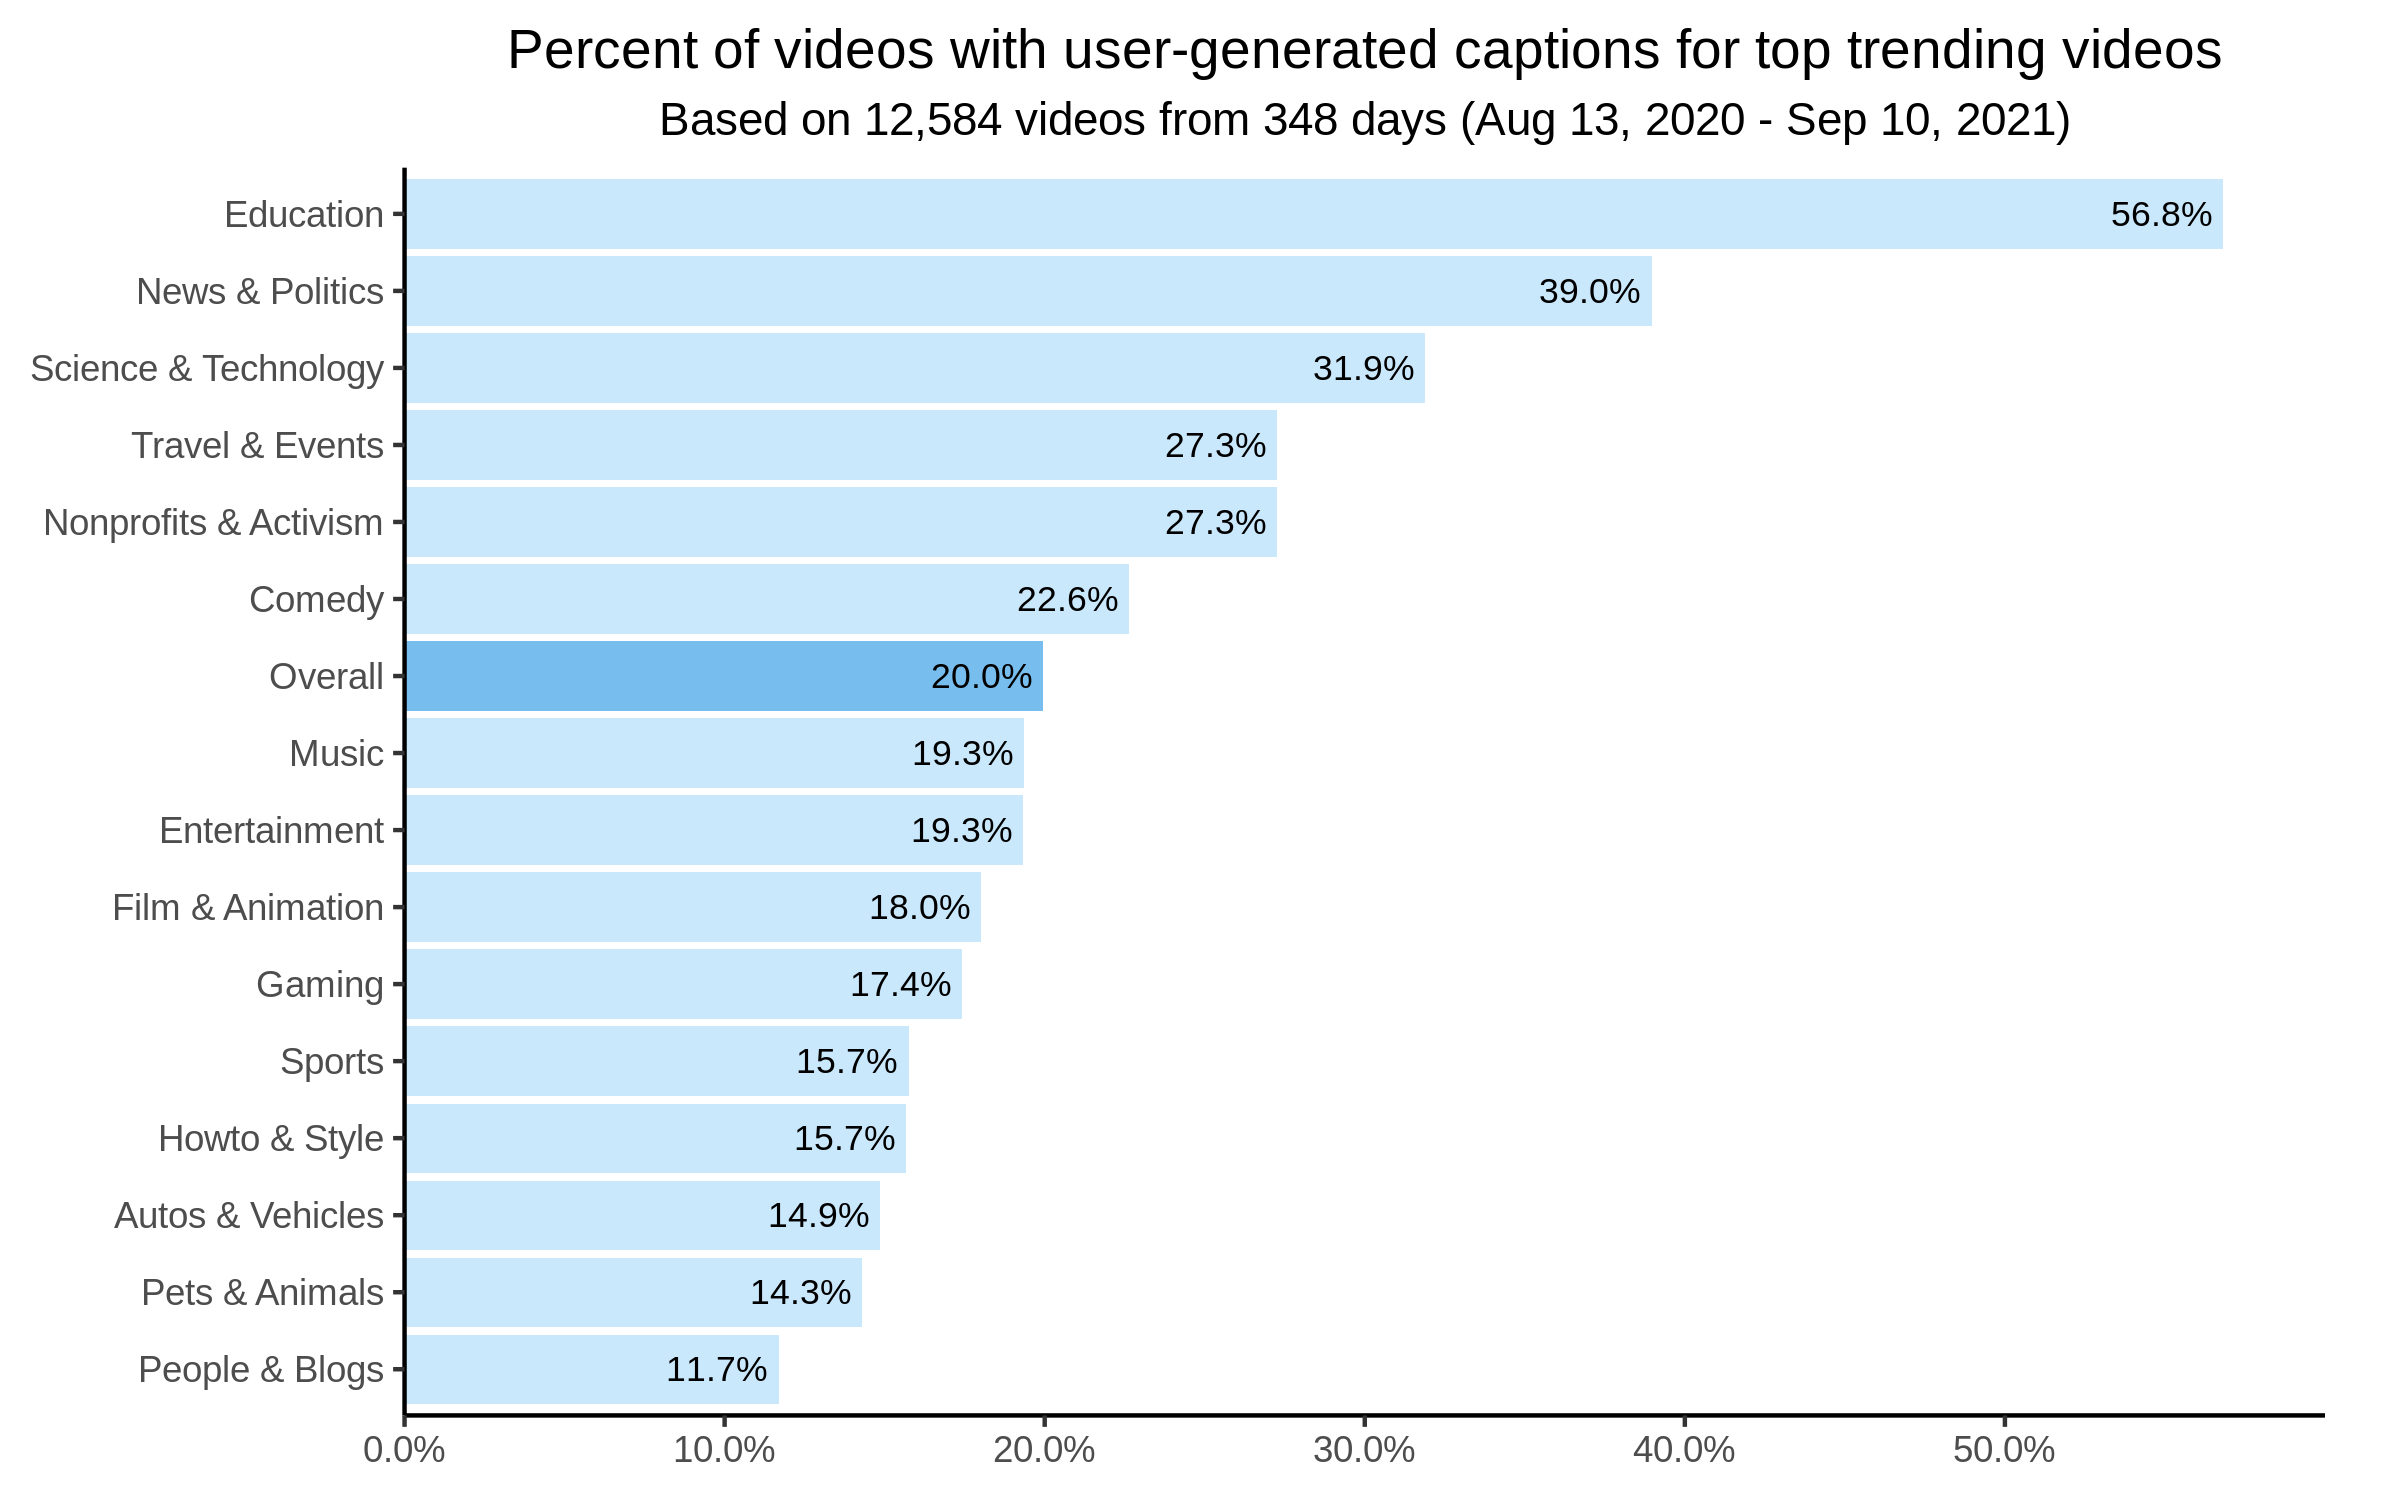 Percent of videos with user-generated captions for top trending videos
Based on 12,584 videos from 348 days (Aug 13, 2020 - Sep 10, 2021)
Education 56.8%
News & Politics 39.0%
Science & Technology 31.9%
Travel & Events 27.3%
Nonprofits & Activism 27.3%
Comedy 22.6%
Overall 20.0%
Music 19.3%
Entertainment 19.3%
Film & Animation 18.0%
Gaming 17.4%
Sports 15.7%
Howto & Style 15.7%
Autos & Vehicles 14.9%
Pets & Animals 14.3%
People & Blogs 11.7%
0.0% 10.0% 20.0% 30.0% 40.0% 50.0%